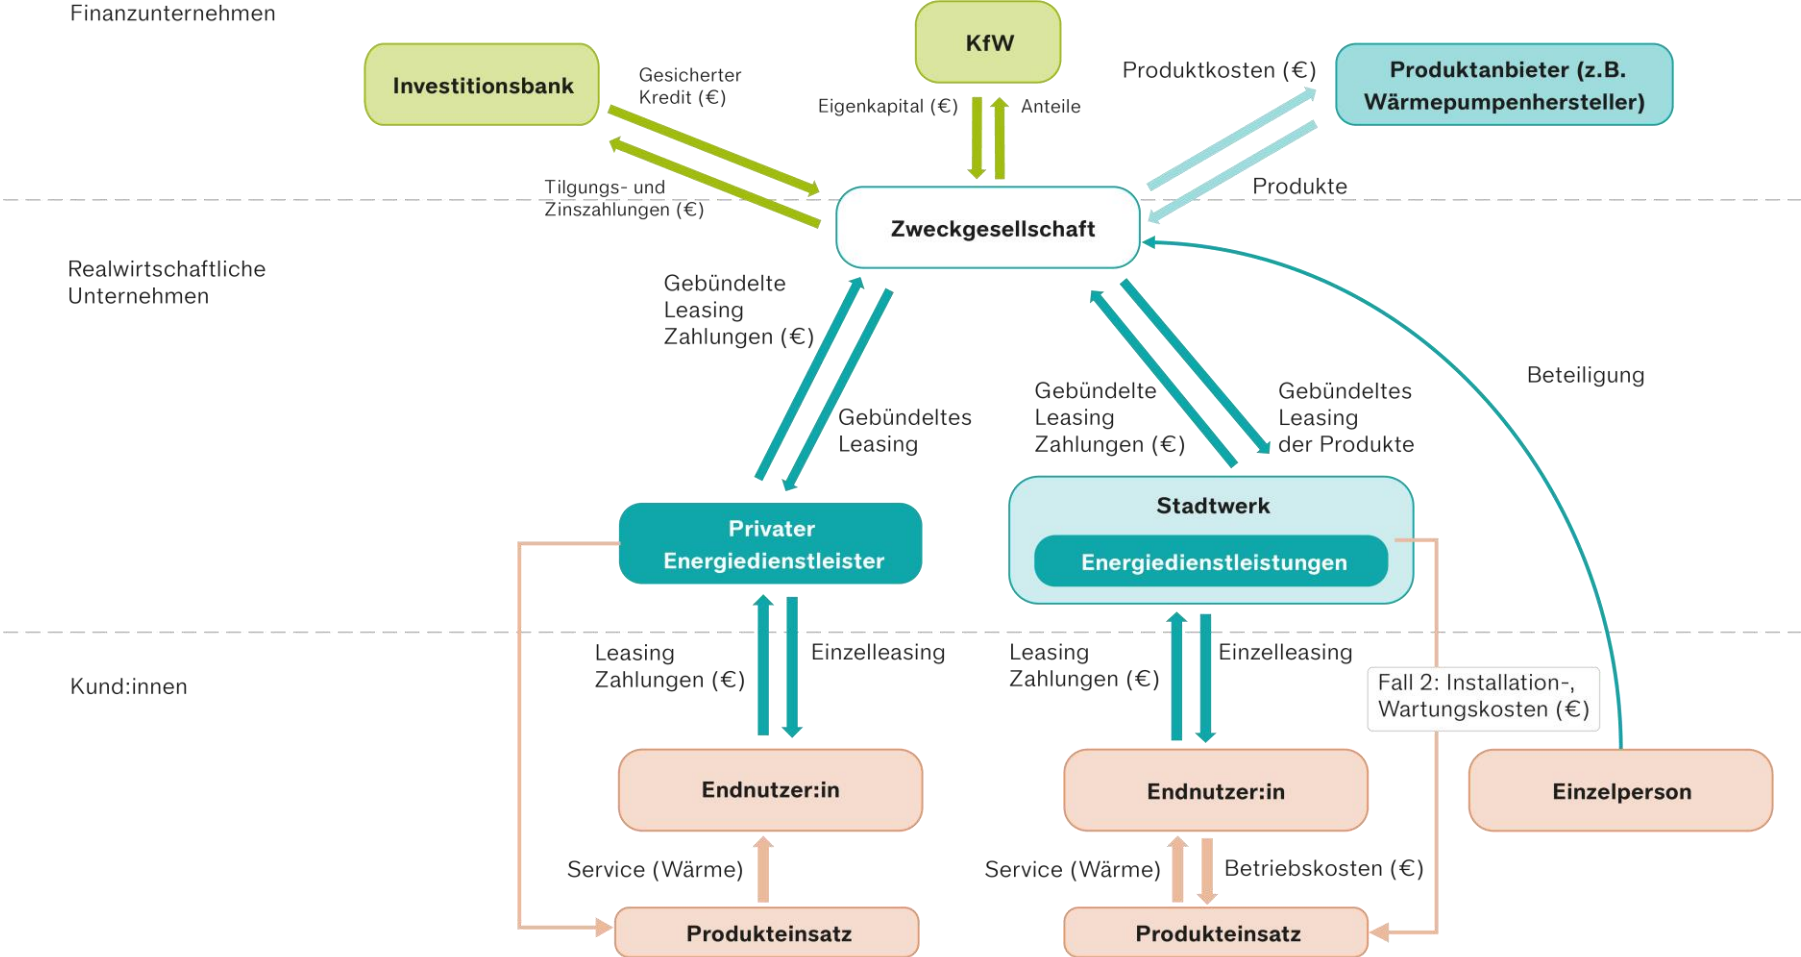 Finanzunternehmen
KfW
Investitionsbank
Gesicherter
Kredit (€)
Eigenkapital (€)
Anteile
Produktkosten (€)
Produktanbieter (z.B.
Wärmepumpenhersteller)
Tilgungs- und
Zinszahlungen (€)
Produkte
Zweckgesellschaft
Realwirtschaftliche
Unternehmen
Gebündelte
Leasing
Zahlungen (€)
Gebündeltes
Leasing
Gebündelte
Leasing
Zahlungen (€)
Gebündeltes
Leasing
der Produkte
Beteiligung
Privater
Energiedienstleister
Stadtwerk
Energiedienstleistungen
Kund:innen
Leasing
Zahlungen (€)
Einzelleasing
Leasing
Zahlungen (€)
Einzelleasing
Fall 2: Installation-,
Wartungskosten (€)
Endnutzer:in
Endnutzer:in
Einzelperson
Service (Wärme)
Service (Wärme)
Betriebskosten (€)
Produkteinsatz
Produkteinsatz